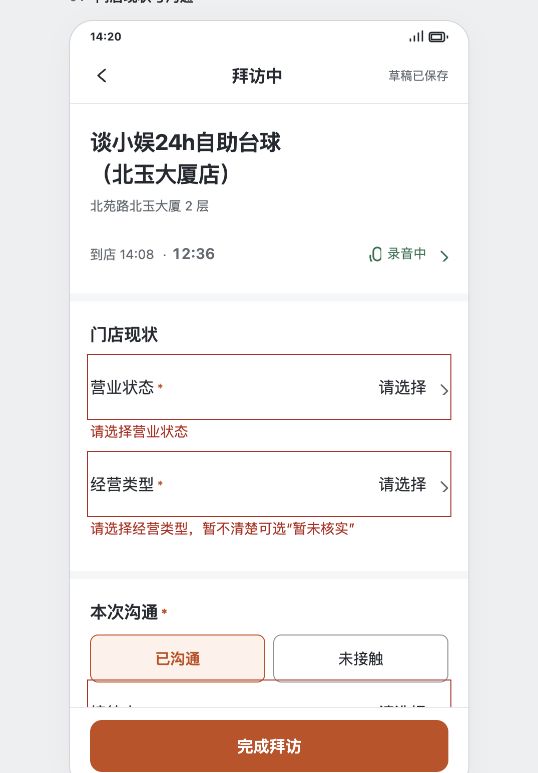 14:20
拜访中
草稿已保存
谈小娱24h自助台球
（北玉大厦店）
北苑路北玉大厦 2 层
到店 14:08 · 12:36
录音中
门店现状
营业状态 *
请选择
请选择营业状态
经营类型 *
请选择
请选择经营类型，暂不清楚可选“暂未核实”
本次沟通 *
已沟通
未接触
完成拜访